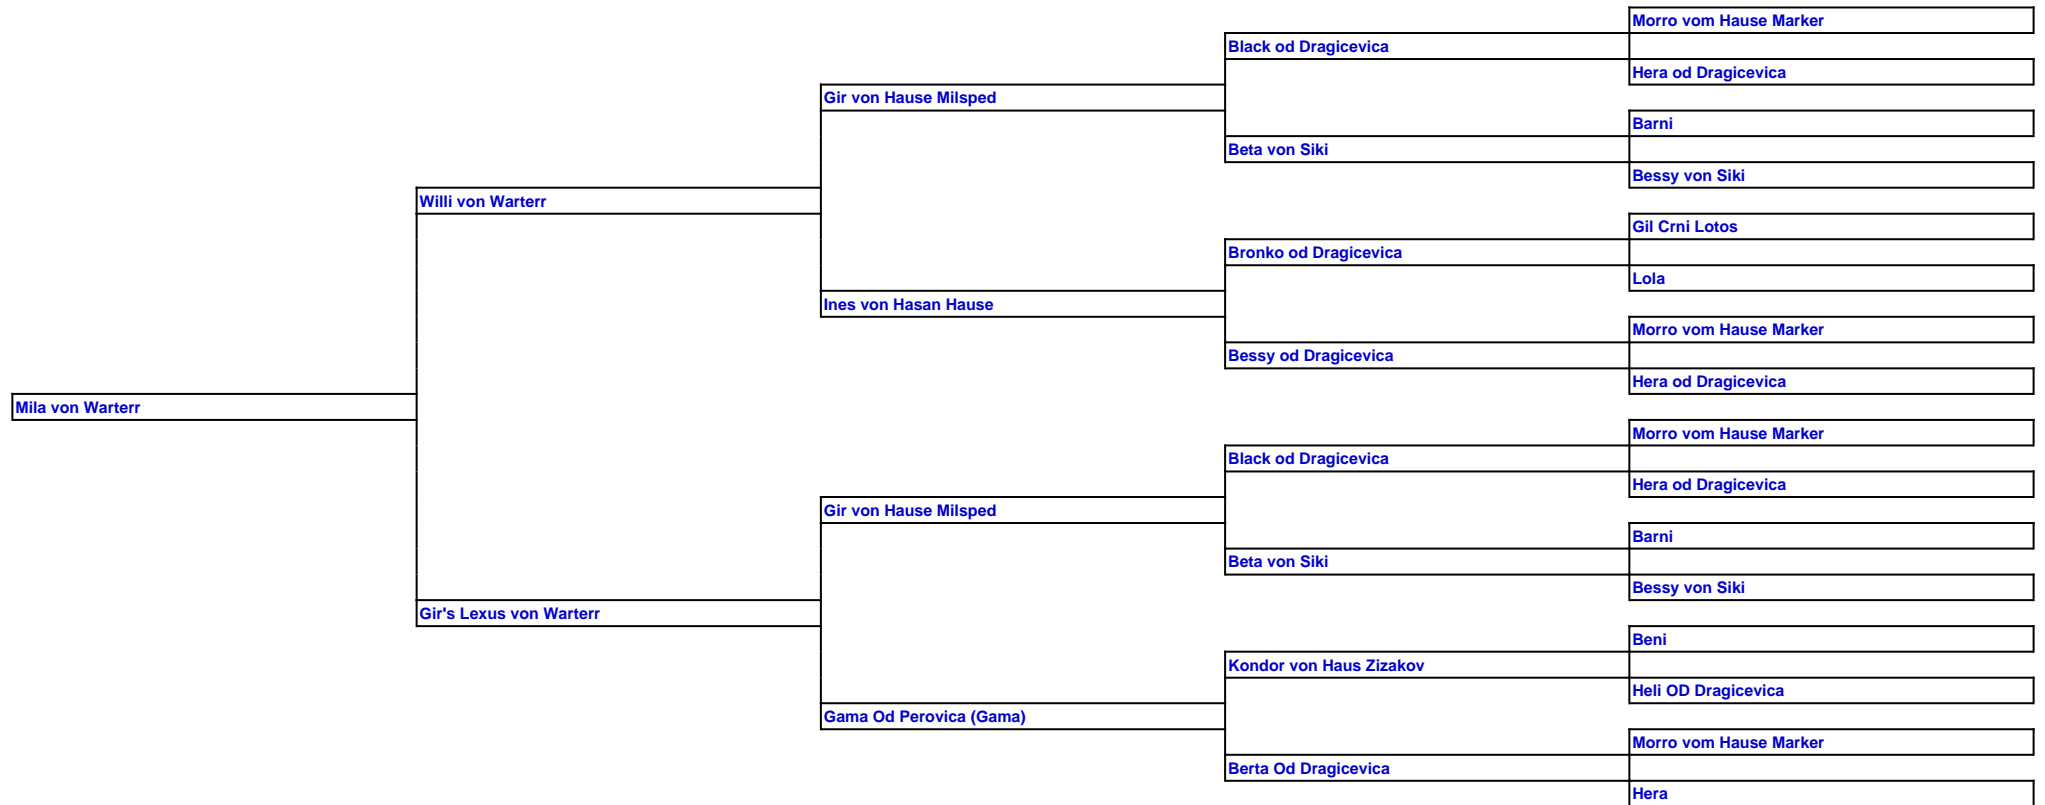 Morro vom Hause Marker
Black od Dragicevica
Hera od Dragicevica
Gir von Hause Milsped
Barni
Beta von Siki
Bessy von Siki
Willi von Warterr
Gil Crni Lotos
Bronko od Dragicevica
Lola
Ines von Hasan Hause
Morro vom Hause Marker
Bessy od Dragicevica
Hera od Dragicevica
Mila von Warterr
Morro vom Hause Marker
Black od Dragicevica
Hera od Dragicevica
Gir von Hause Milsped
Barni
Beta von Siki
Bessy von Siki
Gir's Lexus von Warterr
Beni
Kondor von Haus Zizakov
Heli OD Dragicevica
Gama Od Perovica (Gama)
Morro vom Hause Marker
Berta Od Dragicevica
Hera